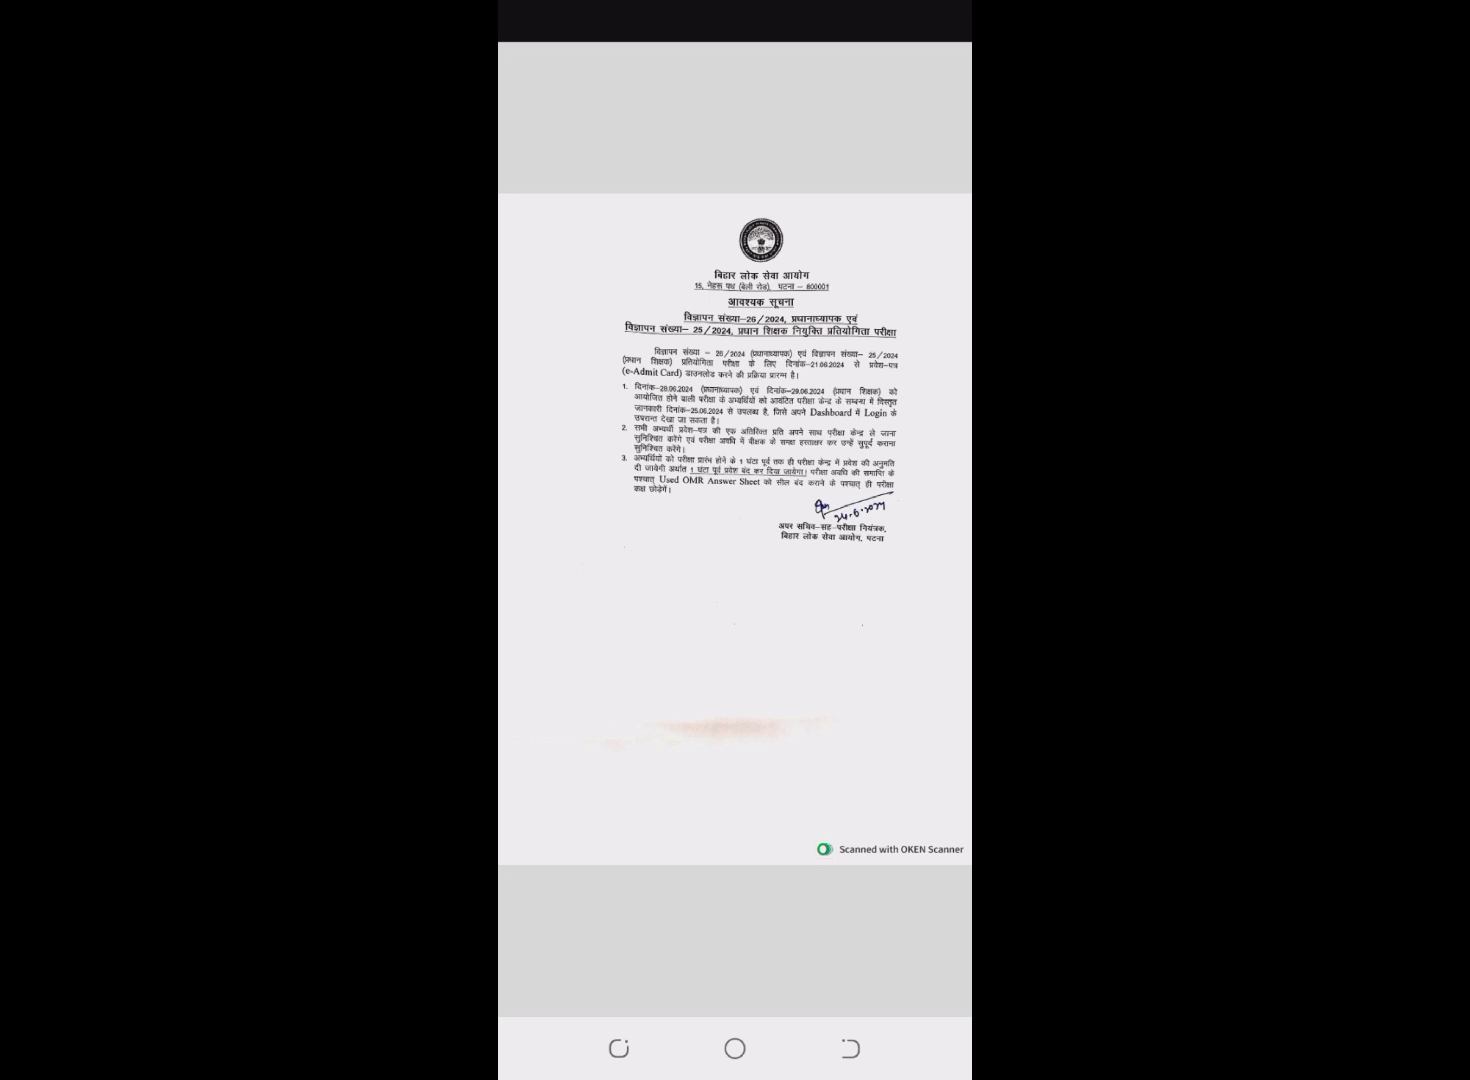 बिहार लोक सेवा आयोग
15, नेहरू पथ (बेली रोड), पटना – 800001
आवश्यक सूचना
विज्ञापन संख्या–26/2024, प्रधानाध्यापक एवं
विज्ञापन संख्या– 25/2024, प्रधान शिक्षक नियुक्ति प्रतियोगिता परीक्षा
विज्ञापन संख्या – 26/2024 (प्रधानाध्यापक) एवं विज्ञापन संख्या– 25/2024
(प्रधान शिक्षक) प्रतियोगिता परीक्षा के लिए दिनांक–21.06.2024 से प्रवेश–पत्र
(e-Admit Card) डाउनलोड करने की प्रक्रिया प्रारम्भ है।
1. दिनांक–28.06.2024 (प्रधानाध्यापक) एवं दिनांक–29.06.2024 (प्रधान शिक्षक) को
आयोजित होने वाली परीक्षा के अभ्यर्थियों को आवंटित परीक्षा केन्द्र के सम्बन्ध में विस्तृत
जानकारी दिनांक–25.06.2024 से उपलब्ध है, जिसे अपने Dashboard में Login के
उपरान्त देखा जा सकता है।
2. सभी अभ्यर्थी प्रवेश–पत्र की एक अतिरिक्त प्रति अपने साथ परीक्षा केन्द्र ले जाना
सुनिश्चित करेंगे एवं परीक्षा अवधि में वीक्षक के समक्ष हस्ताक्षर कर उन्हें सुपूर्द कराना
सुनिश्चित करेंगे।
3. अभ्यर्थियों को परीक्षा प्रारंभ होने के 1 घंटा पूर्व तक ही परीक्षा केन्द्र में प्रवेश की अनुमति
दी जायेगी अर्थात 1 घंटा पूर्व प्रवेश बंद कर दिया जायेगा। परीक्षा अवधि की समाप्ति के
पश्चात् Used OMR Answer Sheet को सील बंद कराने के पश्चात् ही परीक्षा
कक्ष छोड़ेगें।
अपर सचिव–सह–परीक्षा नियंत्रक,
बिहार लोक सेवा आयोग, पटना
Scanned with OKEN Scanner